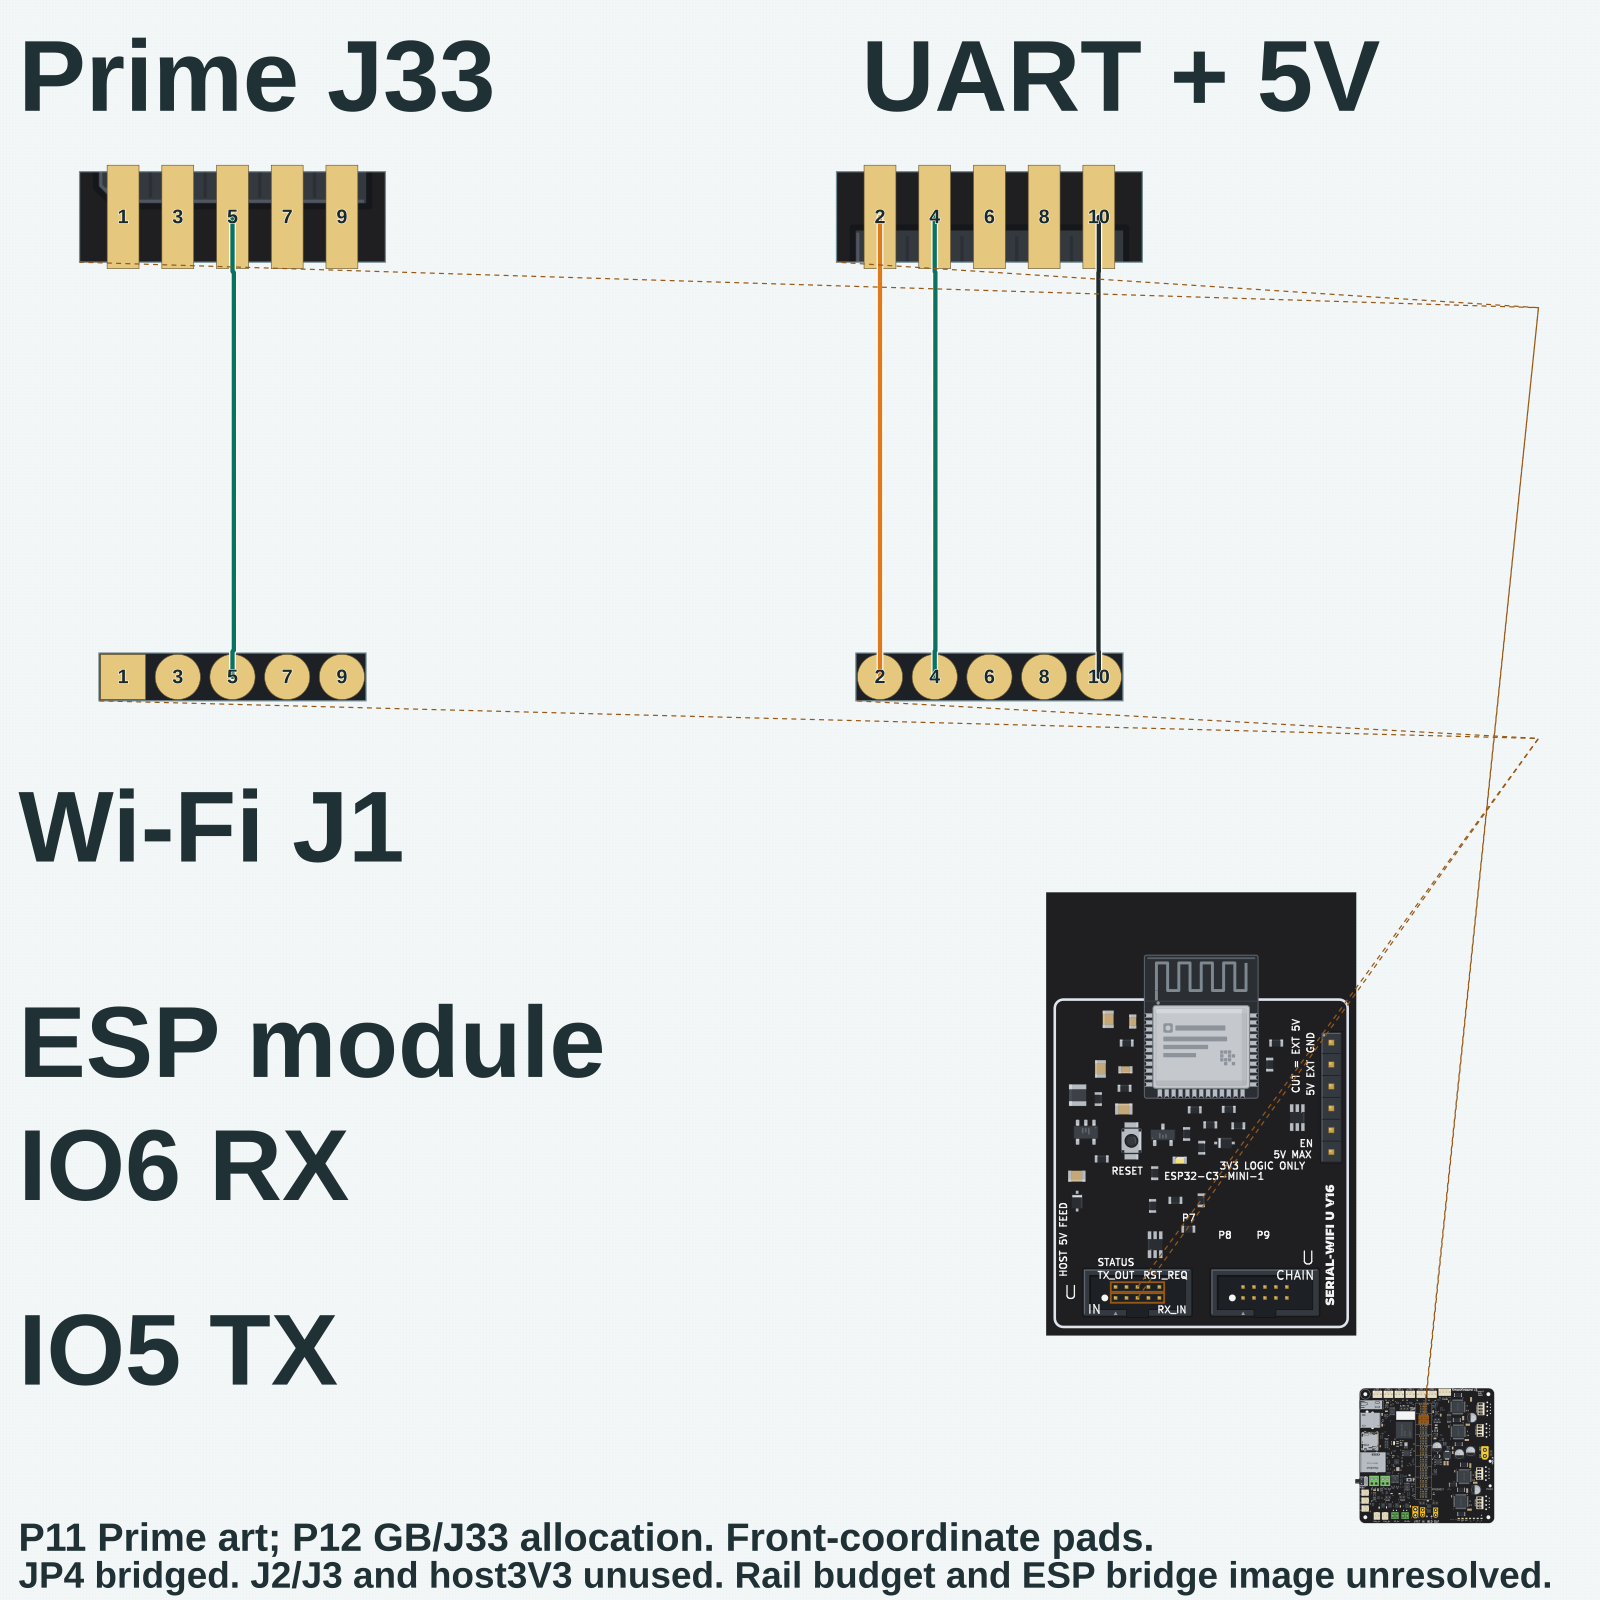 Prime J33
UART + 5V
1 3 5 7 9
2 4 6 8 10
1 3 5 7 9
2 4 6 8 10
Wi-Fi J1
ESP module
IO6 RX
IO5 TX
CUT = EXT 5V
5V EXT GND
EN
5V MAX
3V3 LOGIC ONLY
ESP32-C3-MINI-1
RESET
HOST 5V FEED
P7
P8
P9
STATUS
TX_OUT
RST_REQ
IN
RX_IN
U
U
CHAIN
SERIAL-WIFI U V16
P11 Prime art; P12 GB/J33 allocation. Front-coordinate pads.
JP4 bridged. J2/J3 and host3V3 unused. Rail budget and ESP bridge image unresolved.